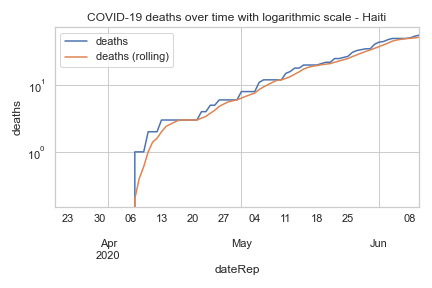 COVID-19 deaths over time with logarithmic scale - Haiti
deaths
deaths (rolling)
deaths
10¹
10⁰
23 30 06 13 20 27 04 11 18 25 08
Apr May Jun
2020
dateRep